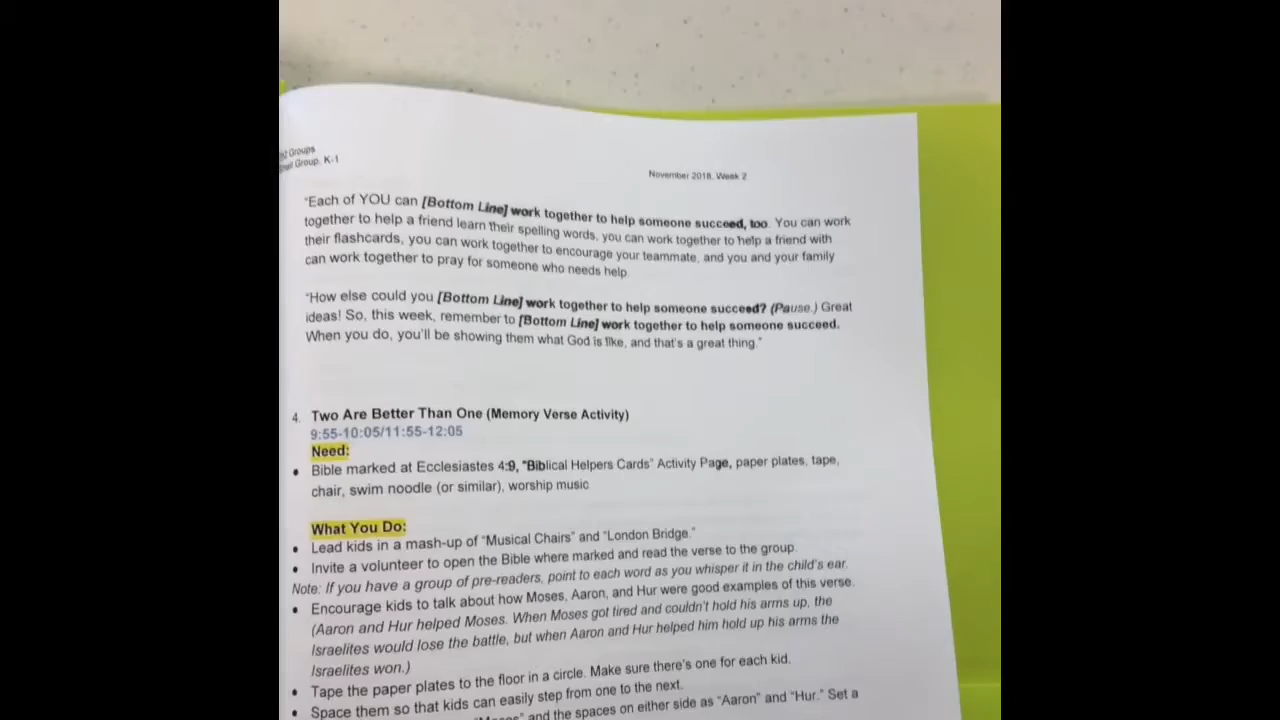 Groups
Group, K-1
November 2018, Week 2
"Each of YOU can [Bottom Line] work together to help someone succeed, too. You can work
together to help a friend learn their spelling words, you can work together to help a friend with
their flashcards, you can work together to encourage your teammate, and you and your family
can work together to pray for someone who needs help
"How else could you [Bottom Line] work together to help someone succeed? (Pause.) Great
ideas! So, this week, remember to [Bottom Line] work together to help someone succeed.
When you do, you'll be showing them what God is like, and that's a great thing."
4. Two Are Better Than One (Memory Verse Activity)
9:55-10:05/11:55-12:05
Need:
• Bible marked at Ecclesiastes 4:9, "Biblical Helpers Cards" Activity Page, paper plates, tape,
chair, swim noodle (or similar), worship music
What You Do:
• Lead kids in a mash-up of "Musical Chairs" and "London Bridge."
• Invite a volunteer to open the Bible where marked and read the verse to the group.
Note: If you have a group of pre-readers, point to each word as you whisper it in the child's ear.
• Encourage kids to talk about how Moses, Aaron, and Hur were good examples of this verse.
(Aaron and Hur helped Moses. When Moses got tired and couldn't hold his arms up, the
Israelites would lose the battle, but when Aaron and Hur helped him hold up his arms the
Israelites won.)
• Tape the paper plates to the floor in a circle. Make sure there's one for each kid.
• Space them so that kids can easily step from one to the next.
"Moses" and the spaces on either side as "Aaron" and "Hur." Set a